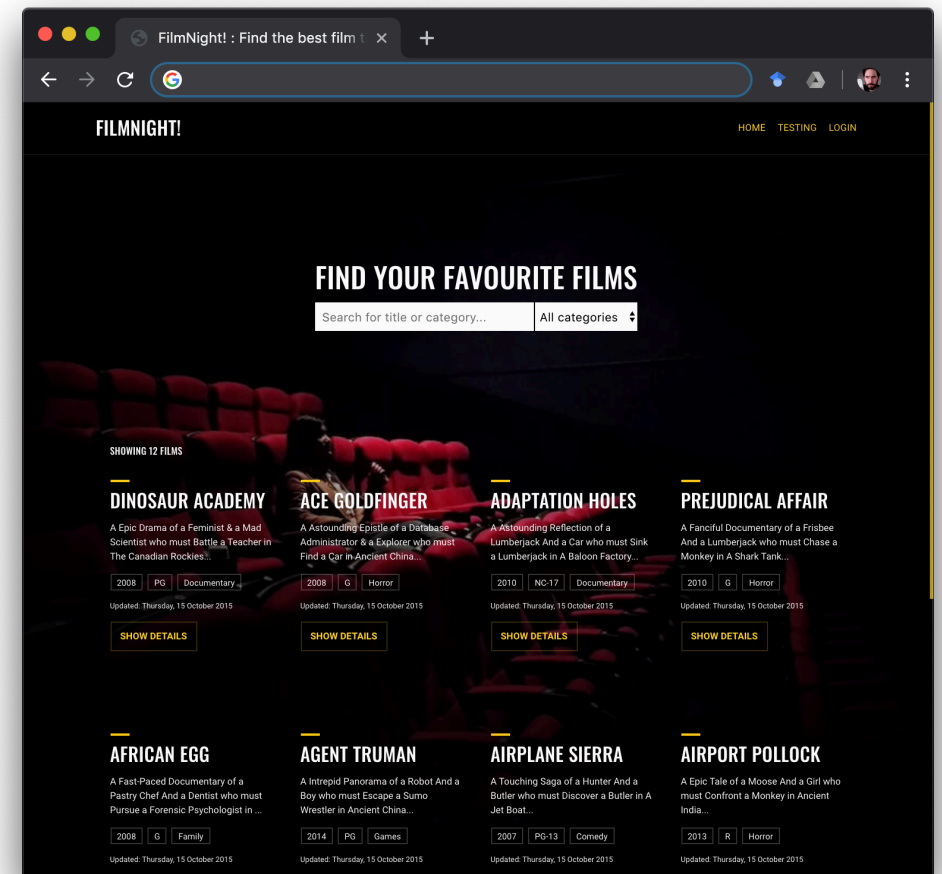 FilmNight! : Find the best film t
FILMNIGHT!
HOME TESTING LOGIN
FIND YOUR FAVOURITE FILMS
Search for title or category... All categories
SHOWING 12 FILMS
DINOSAUR ACADEMY
A Epic Drama of a Feminist & a Mad
Scientist who must Battle a Teacher in
The Canadian Rockies...
2008 PG Documentary
Updated: Thursday, 15 October 2015
SHOW DETAILS
ACE GOLDFINGER
A Astounding Epistle of a Database
Administrator & a Explorer who must
Find a Car in Ancient China...
2008 G Horror
Updated: Thursday, 15 October 2015
SHOW DETAILS
ADAPTATION HOLES
A Astounding Reflection of a
Lumberjack And a Car who must Sink
a Lumberjack in A Baloon Factory...
2010 NC-17 Documentary
Updated: Thursday, 15 October 2015
SHOW DETAILS
PREJUDICAL AFFAIR
A Fanciful Documentary of a Frisbee
And a Lumberjack who must Chase a
Monkey in A Shark Tank...
2010 G Horror
Updated: Thursday, 15 October 2015
SHOW DETAILS
AFRICAN EGG
A Fast-Paced Documentary of a
Pastry Chef And a Dentist who must
Pursue a Forensic Psychologist in ...
2008 G Family
Updated: Thursday, 15 October 2015
AGENT TRUMAN
A Intrepid Panorama of a Robot And a
Boy who must Escape a Sumo
Wrestler in Ancient China...
2014 PG Games
Updated: Thursday, 15 October 2015
AIRPLANE SIERRA
A Touching Saga of a Hunter And a
Butler who must Discover a Butler in A
Jet Boat...
2007 PG-13 Comedy
Updated: Thursday, 15 October 2015
AIRPORT POLLOCK
A Epic Tale of a Moose And a Girl who
must Confront a Monkey in Ancient
India...
2013 R Horror
Updated: Thursday, 15 October 2015